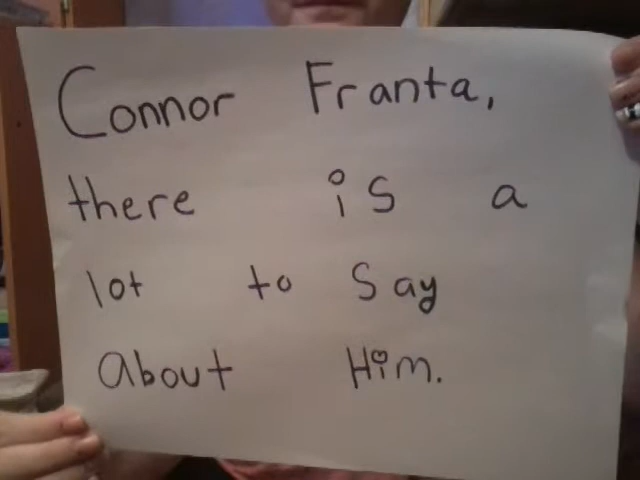 Connor Franta,
there is a
lot to Say
about Him.